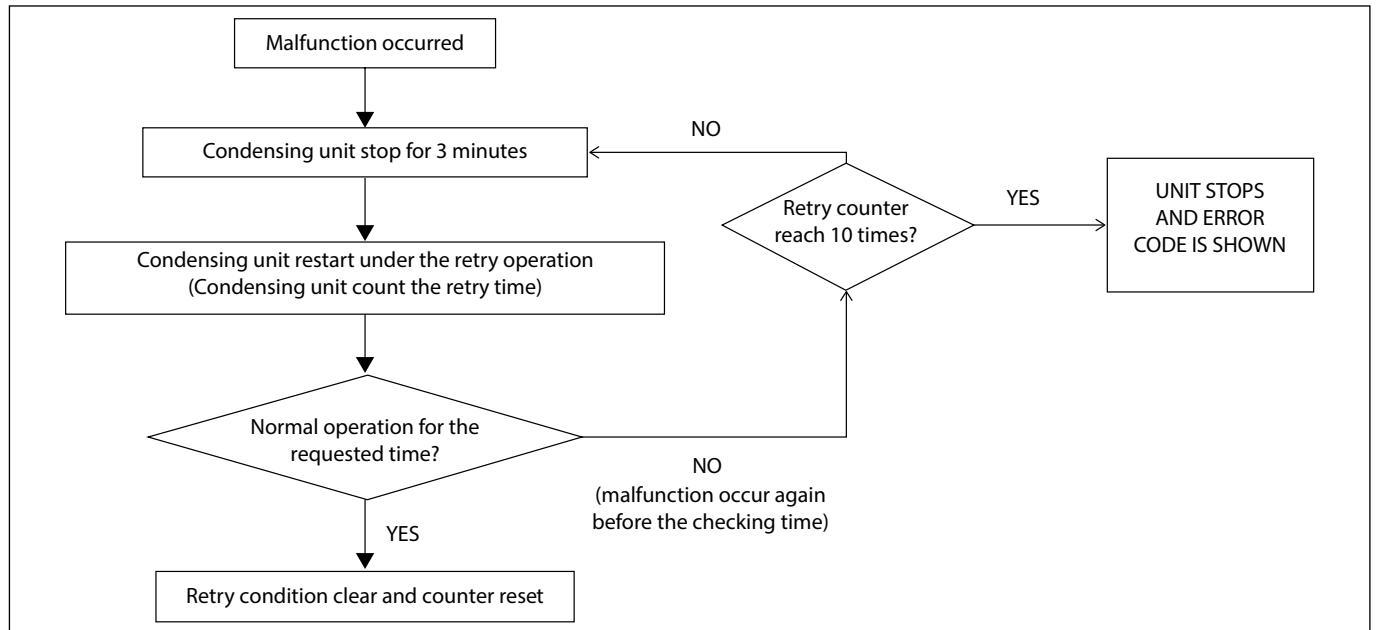 Malfunction occurred
Condensing unit stop for 3 minutes
NO
Retry counter
reach 10 times?
YES
UNIT STOPS
AND ERROR
CODE IS SHOWN
Condensing unit restart under the retry operation
(Condensing unit count the retry time)
Normal operation for the
requested time?
NO
(malfunction occur again
before the checking time)
YES
Retry condition clear and counter reset